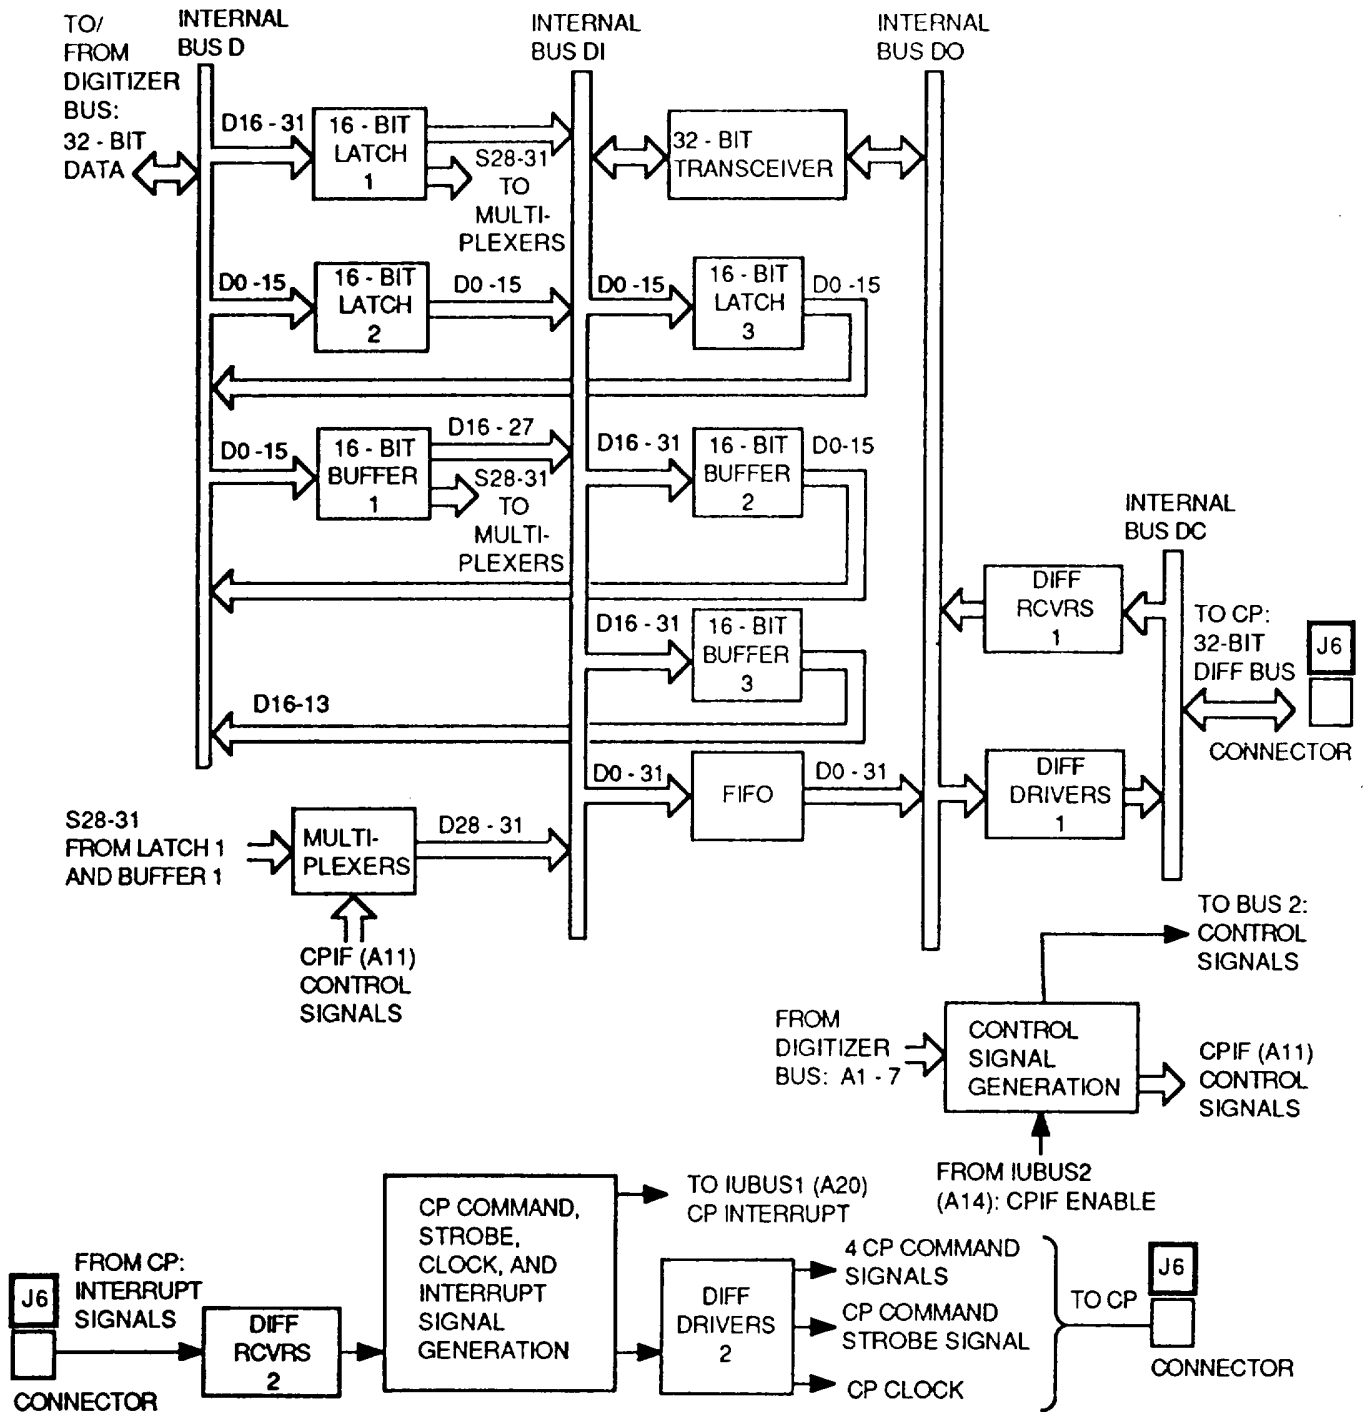 TO/
FROM
DIGITIZER
BUS:
32 - BIT
DATA
INTERNAL
BUS D
INTERNAL
BUS DI
INTERNAL
BUS DO
D16 - 31
16 - BIT
LATCH
1
S28-31
TO
MULTI-
PLEXERS
32 - BIT
TRANSCEIVER
D0 -15
16 - BIT
LATCH
2
D0 -15
D0 -15
16 - BIT
LATCH
3
D0 -15
D0 -15
16 - BIT
BUFFER
1
D16 - 27
S28-31
TO
MULTI-
PLEXERS
D16 - 31
16 - BIT
BUFFER
2
D0-15
INTERNAL
BUS DC
D16 - 31
16 - BIT
BUFFER
3
D16-13
DIFF
RCVRS
1
TO CP:
32-BIT
DIFF BUS
J6
CONNECTOR
D0 - 31
FIFO
D0 - 31
DIFF
DRIVERS
1
S28-31
FROM LATCH 1
AND BUFFER 1
MULTI-
PLEXERS
D28 - 31
CPIF (A11)
CONTROL
SIGNALS
TO BUS 2:
CONTROL
SIGNALS
FROM
DIGITIZER
BUS: A1 - 7
CONTROL
SIGNAL
GENERATION
CPIF (A11)
CONTROL
SIGNALS
FROM IUBUS2
(A14): CPIF ENABLE
J6
CONNECTOR
FROM CP:
INTERRUPT
SIGNALS
DIFF
RCVRS
2
CP COMMAND,
STROBE,
CLOCK, AND
INTERRUPT
SIGNAL
GENERATION
TO IUBUS1 (A20)
CP INTERRUPT
DIFF
DRIVERS
2
4 CP COMMAND
SIGNALS
CP COMMAND
STROBE SIGNAL
CP CLOCK
TO CP
J6
CONNECTOR